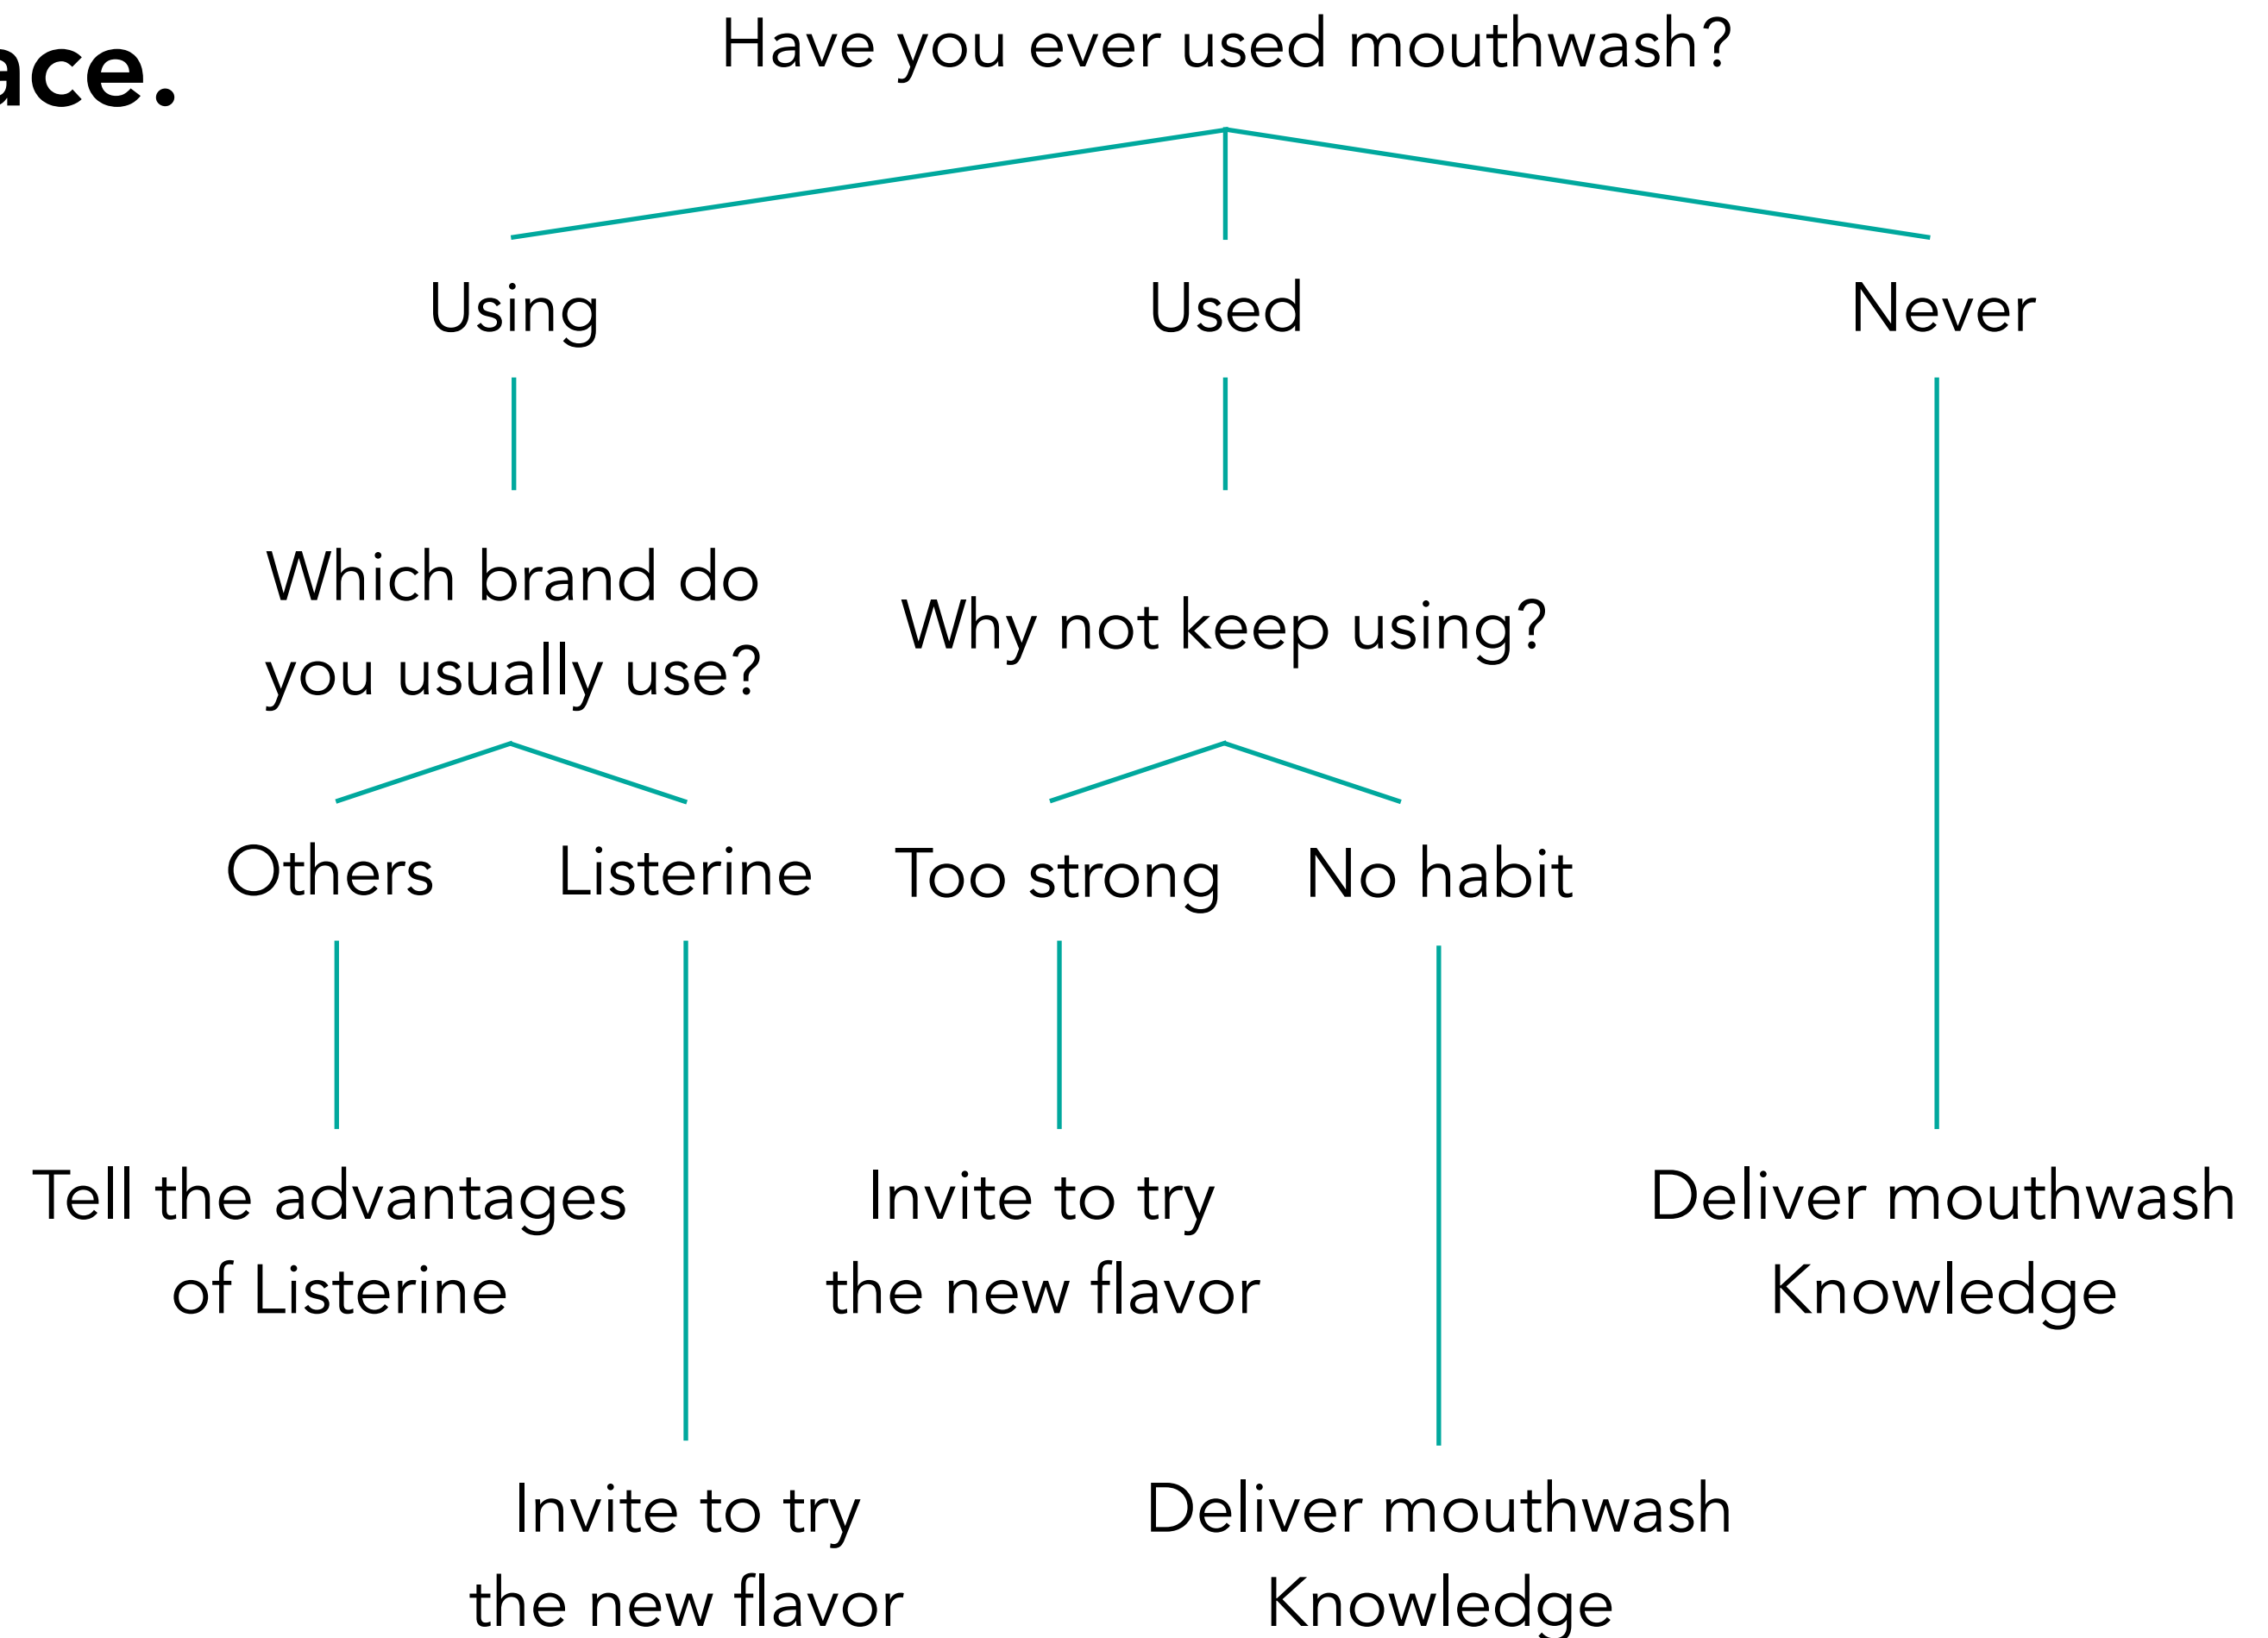 Have you ever used mouthwash?
Using
Used
Never
Which brand do
you usually use?
Why not keep using?
Others
Listerine
Too strong
No habit
Tell the advantages
of Listerine
Invite to try
the new flavor
Deliver mouthwash
Knowledge
Invite to try
the new flavor
Deliver mouthwash
Knowledge